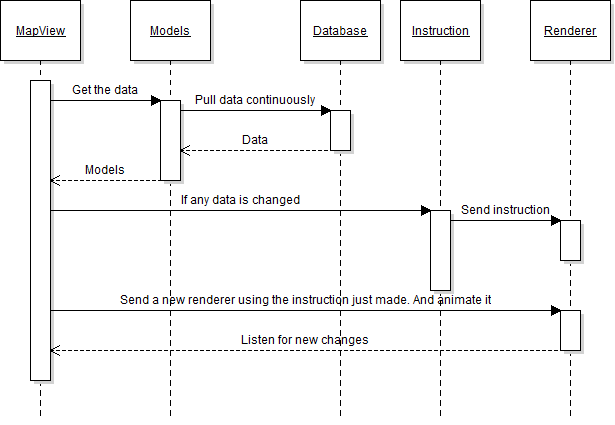 MapView
Models
Database
Instruction
Renderer
Get the data
Pull data continuously
Data
Models
If any data is changed
Send instruction
Send a new renderer using the instruction just made. And animate it
Listen for new changes